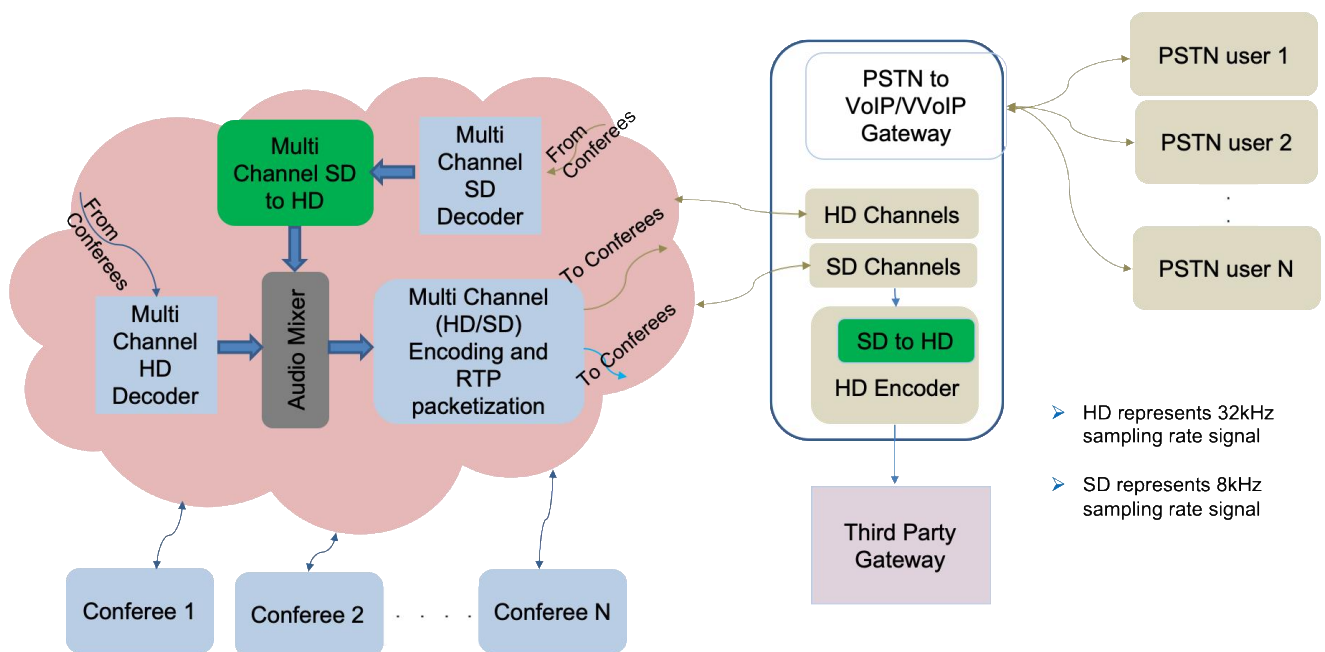 Multi
Channel SD
to HD
Multi
Channel
SD
Decoder
From
Conferees
From
Conferees
To Conferees
Multi
Channel
HD
Decoder
Audio Mixer
Multi Channel
(HD/SD)
Encoding and
RTP
packetization
To Conferees
Conferee 1
Conferee 2
. . . . .
Conferee N
PSTN to
VoIP/VVoIP
Gateway
HD Channels
SD Channels
SD to HD
HD Encoder
Third Party
Gateway
PSTN user 1
PSTN user 2
.
.
PSTN user N
➢ HD represents 32kHz
sampling rate signal
➢ SD represents 8kHz
sampling rate signal